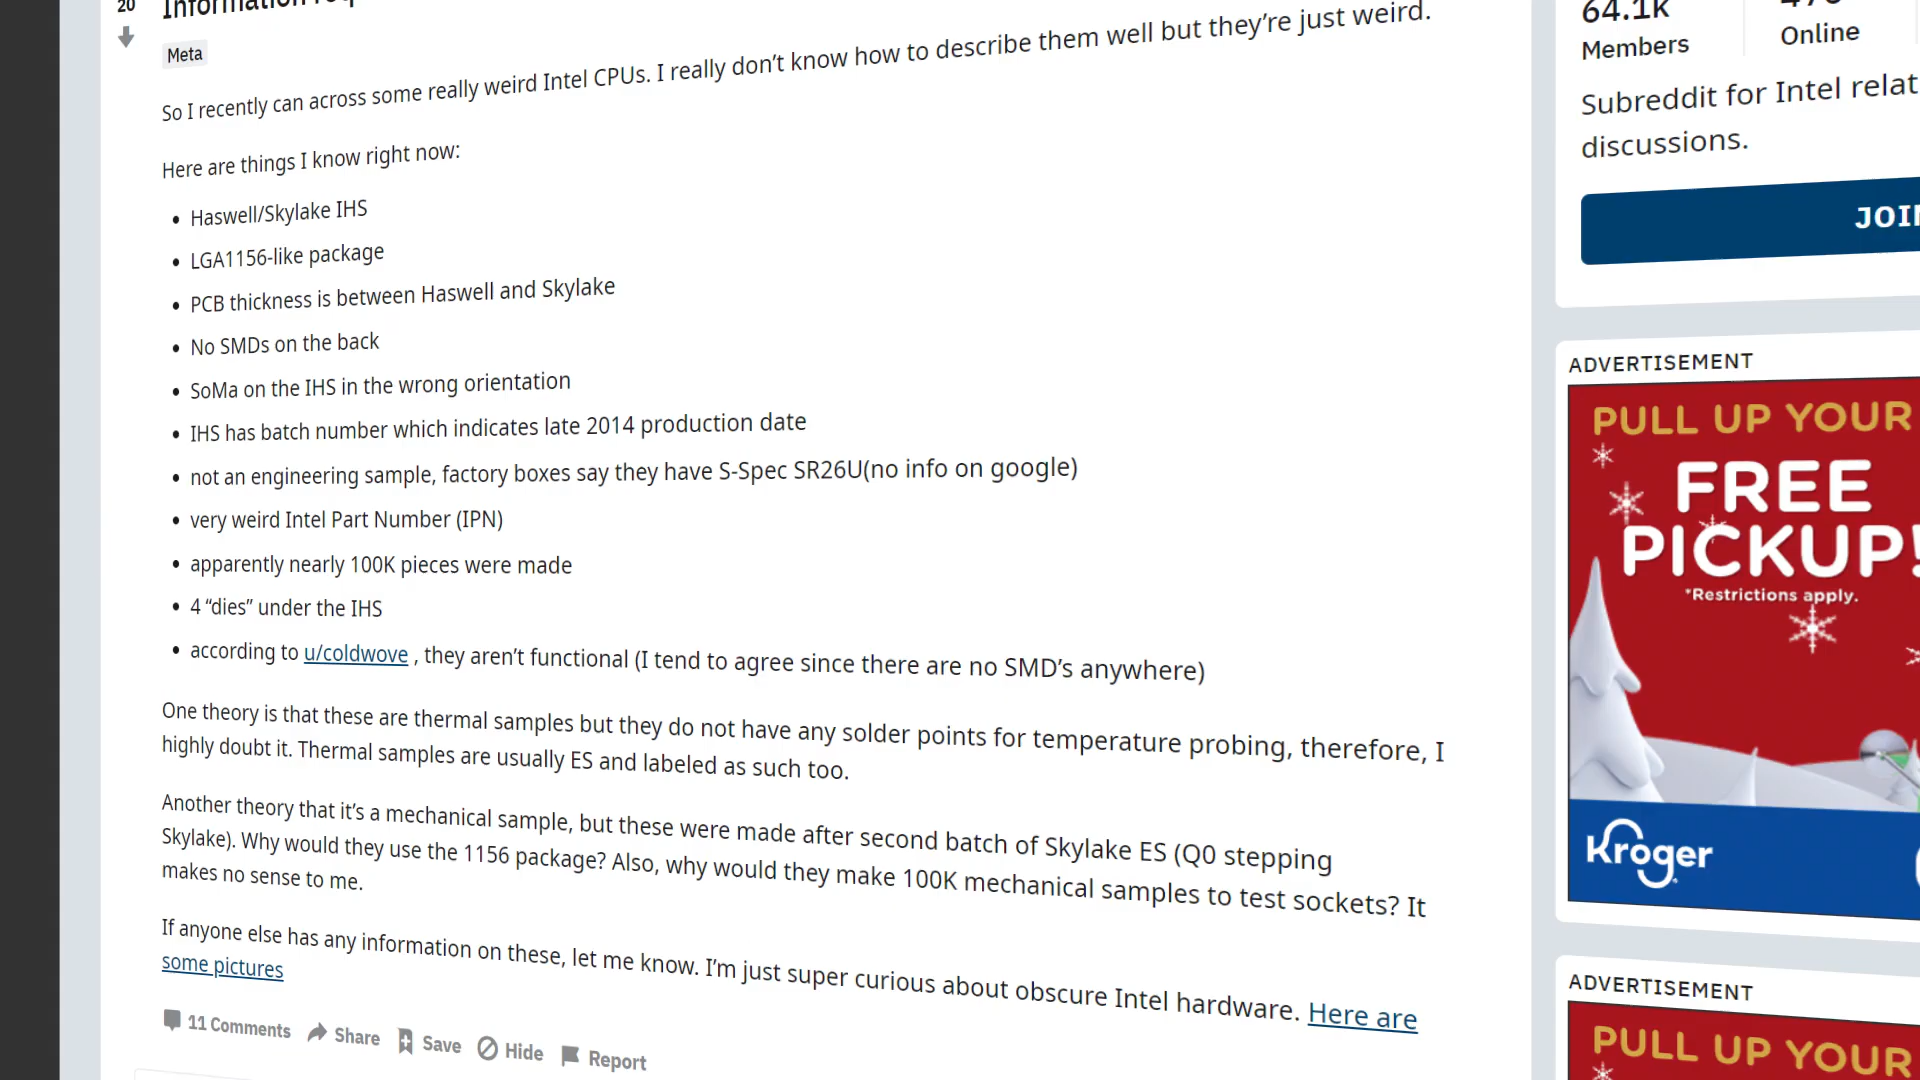 20
Meta
So I recently can across some really weird Intel CPUs. I really don't know how to describe them well but they're just weird.
Here are things I know right now:
• Haswell/Skylake IHS
• LGA1156-like package
• PCB thickness is between Haswell and Skylake
• No SMDs on the back
• SoMa on the IHS in the wrong orientation
• IHS has batch number which indicates late 2014 production date
• not an engineering sample, factory boxes say they have S-Spec SR26U(no info on google)
• very weird Intel Part Number (IPN)
• apparently nearly 100K pieces were made
• 4 “dies” under the IHS
• according to u/coldwove , they aren't functional (I tend to agree since there are no SMD's anywhere)
One theory is that these are thermal samples but they do not have any solder points for temperature probing, therefore, I
highly doubt it. Thermal samples are usually ES and labeled as such too.
Another theory that it's a mechanical sample, but these were made after second batch of Skylake ES (Q0 stepping
Skylake). Why would they use the 1156 package? Also, why would they make 100K mechanical samples to test sockets? It
makes no sense to me.
If anyone else has any information on these, let me know. I'm just super curious about obscure Intel hardware. Here are
some pictures
11 Comments Share Save Hide Report
64.1k
Members
Online
Subreddit for Intel
discussions.
ADVERTISEMENT
PULL UP YOUR
FREE
PICKUP!
*Restrictions apply.
Kroger
ADVERTISEMENT
PULL UP YOUR